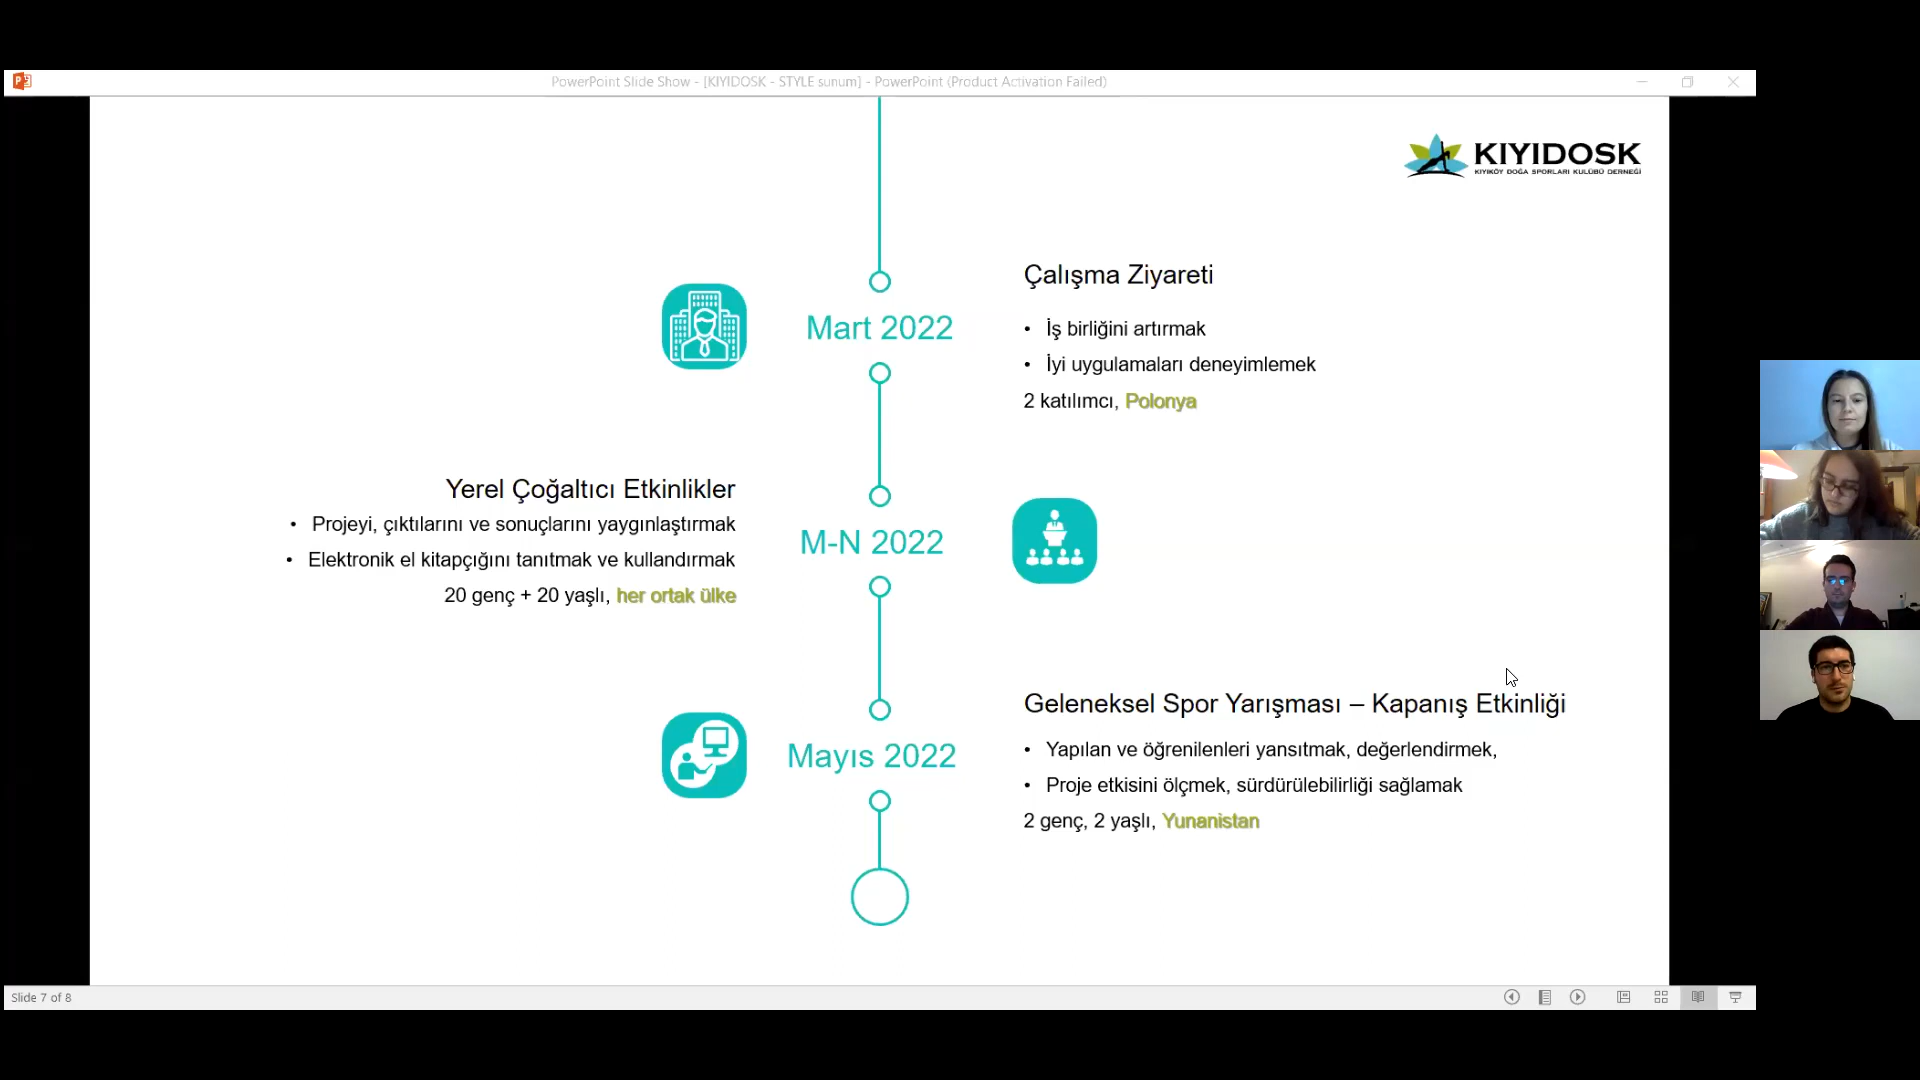 PowerPoint Slide Show - [KIYIDOSK - STYLE sunum] - PowerPoint (Product Activation Failed)
KIYIDOSK
KIYIKÖY DOĞA SPORLARI KULÜBÜ DERNEĞİ
Mart 2022
Çalışma Ziyareti
• İş birliğini artırmak
• İyi uygulamaları deneyimlemek
2 katılımcı, Polonya
Yerel Çoğaltıcı Etkinlikler
• Projeyi, çıktılarını ve sonuçlarını yaygınlaştırmak
• Elektronik el kitapçığını tanıtmak ve kullandırmak
20 genç + 20 yaşlı, her ortak ülke
M-N 2022
Mayıs 2022
Geleneksel Spor Yarışması – Kapanış Etkinliği
• Yapılan ve öğrenilenleri yansıtmak, değerlendirmek,
• Proje etkisini ölçmek, sürdürülebilirliği sağlamak
2 genç, 2 yaşlı, Yunanistan
Slide 7 of 8